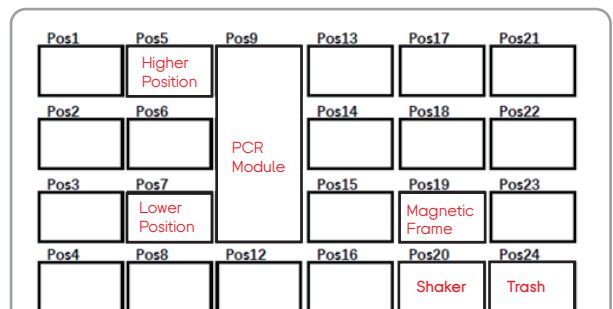 Pos1 Pos5 Pos9 Pos13 Pos17 Pos21
Higher
Position
Pos2 Pos6 Pos14 Pos18 Pos22
PCR
Module
Pos3 Pos7 Pos15 Pos19 Pos23
Lower
Position
Magnetic
Frame
Pos4 Pos8 Pos12 Pos16 Pos20 Pos24
Shaker
Trash